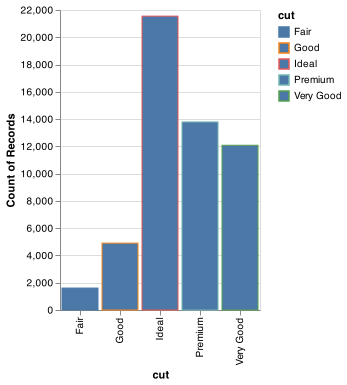 22,000
20,000
18,000
16,000
14,000
12,000
10,000
8,000
6,000
4,000
2,000
0
Count of Records
Fair
Good
Ideal
Premium
Very Good
cut
cut
Fair
Good
Ideal
Premium
Very Good